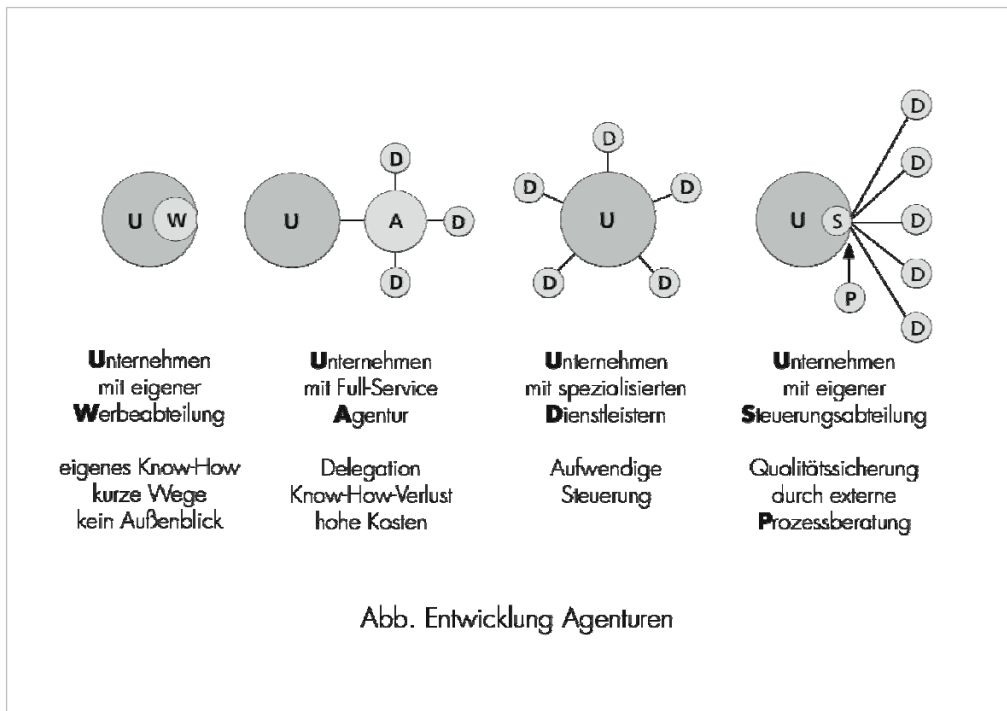 U W
U A D D D
U D D D D D
U S P D D D D D
Unternehmen
mit eigener
Werbeabteilung
eigenes Know-How
kurze Wege
kein Außenblick
Unternehmen
mit Full-Service
Agentur
Delegation
Know-How-Verlust
hohe Kosten
Unternehmen
mit spezialisierten
Dienstleistern
Aufwendige
Steuerung
Unternehmen
mit eigener
Steuerungsabteilung
Qualitätssicherung
durch externe
Prozessberatung
Abb. Entwicklung Agenturen